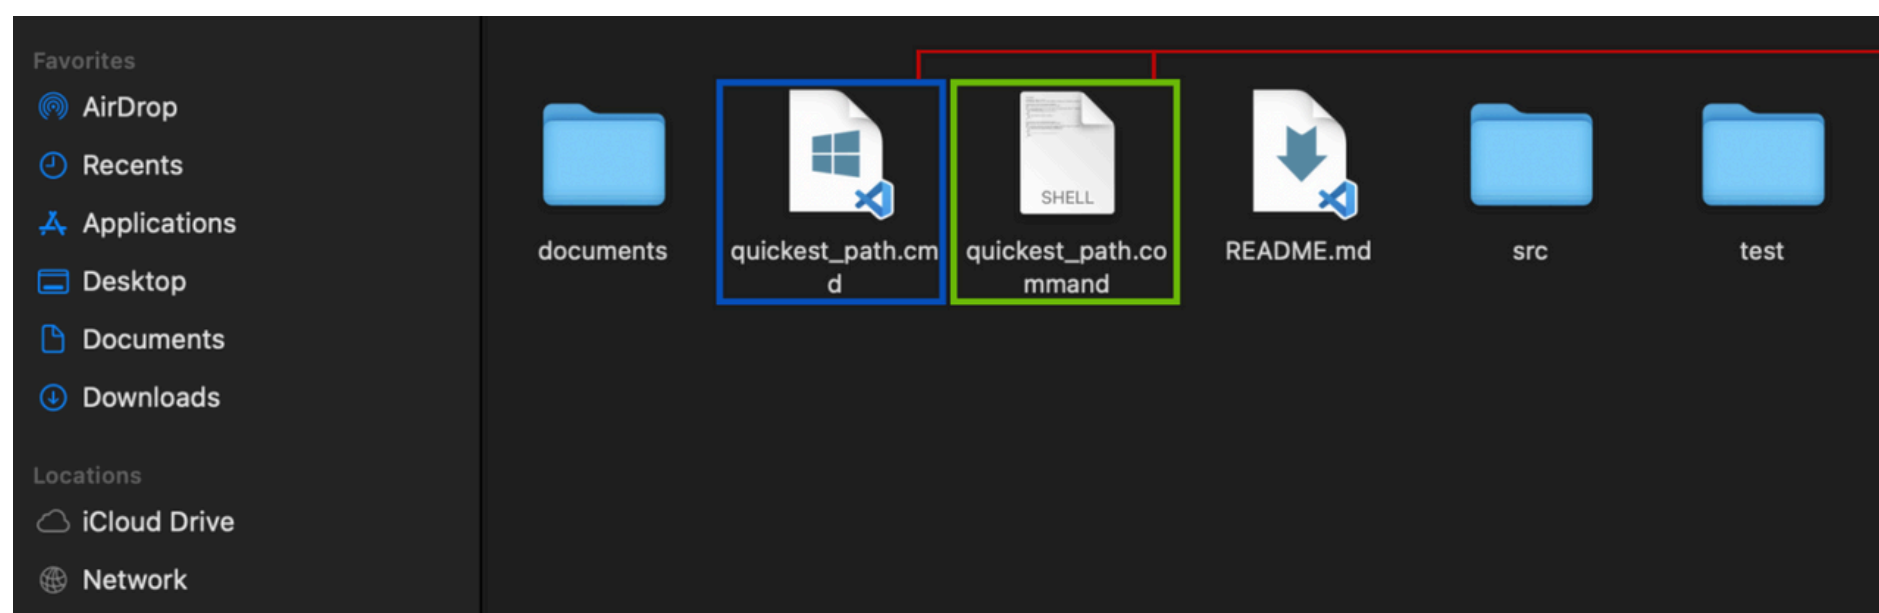 Favorites
AirDrop
Recents
Applications
Desktop
Documents
Downloads
Locations
iCloud Drive
Network
SHELL
documents
quickest_path.cm
d
quickest_path.co
mmand
README.md
src
test